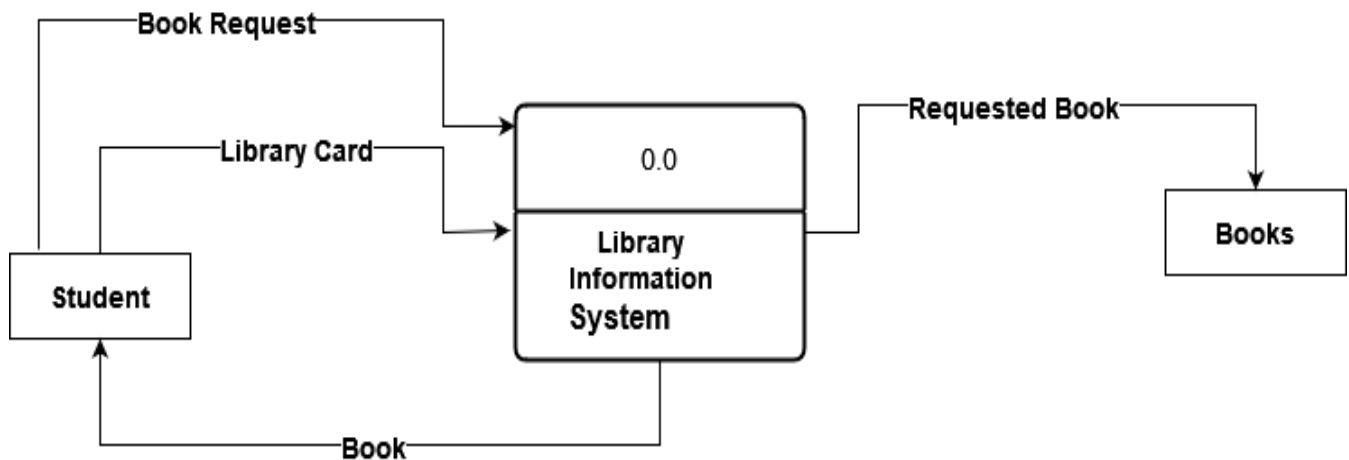 Book Request
Requested Book
Library Card
0.0
Library
Information
System
Student
Books
Book